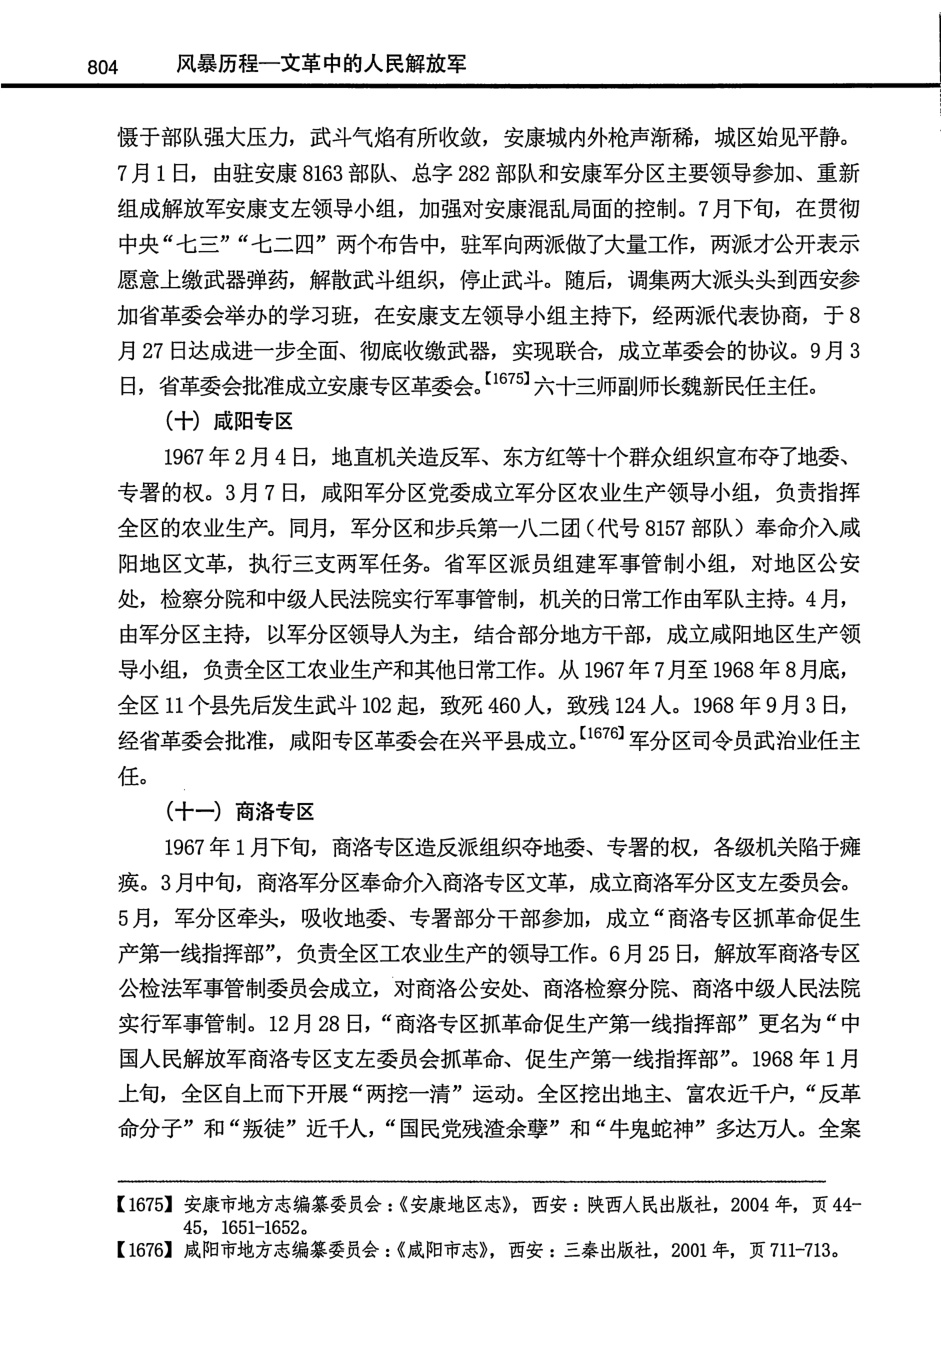 804 风暴历程—文革中的人民解放军
慑于部队强大压力，武斗气焰有所收敛，安康城内外枪声渐稀，城区始见平静。
7月1日，由驻安康8163部队、总字282部队和安康军分区主要领导参加、重新
组成解放军安康支左领导小组，加强对安康混乱局面的控制。7月下旬，在贯彻
中央“七三”“七二四”两个布告中，驻军向两派做了大量工作，两派才公开表示
愿意上缴武器弹药，解散武斗组织，停止武斗。随后，调集两大派头头到西安参
加省革委会举办的学习班，在安康支左领导小组主持下，经两派代表协商，于8
月27日达成进一步全面、彻底收缴武器，实现联合，成立革委会的协议。9月3
日，省革委会批准成立安康专区革委会。【1675】六十三师副师长魏新民任主任。
（十）咸阳专区
1967年2月4日，地直机关造反军、东方红等十个群众组织宣布夺了地委、
专署的权。3月7日，咸阳军分区党委成立军分区农业生产领导小组，负责指挥
全区的农业生产。同月，军分区和步兵第一八二团（代号8157部队）奉命介入咸
阳地区文革，执行三支两军任务。省军区派员组建军事管制小组，对地区公安
处，检察分院和中级人民法院实行军事管制，机关的日常工作由军队主持。4月，
由军分区主持，以军分区领导人为主，结合部分地方干部，成立咸阳地区生产领
导小组，负责全区工农业生产和其他日常工作。从1967年7月至1968年8月底，
全区11个县先后发生武斗102起，致死460人，致残124人。1968年9月3日，
经省革委会批准，咸阳专区革委会在兴平县成立。【1676】军分区司令员武治业任主
任。
（十一）商洛专区
1967年1月下旬，商洛专区造反派组织夺地委、专署的权，各级机关陷于瘫
痪。3月中旬，商洛军分区奉命介入商洛专区文革，成立商洛军分区支左委员会。
5月，军分区牵头，吸收地委、专署部分干部参加，成立“商洛专区抓革命促生
产第一线指挥部”，负责全区工农业生产的领导工作。6月25日，解放军商洛专区
公检法军事管制委员会成立，对商洛公安处、商洛检察分院、商洛中级人民法院
实行军事管制。12月28日，“商洛专区抓革命促生产第一线指挥部”更名为“中
国人民解放军商洛专区支左委员会抓革命、促生产第一线指挥部”。1968年1月
上旬，全区自上而下开展“两挖一清”运动。全区挖出地主、富农近千户，“反革
命分子”和“叛徒”近千人，“国民党残渣余孽”和“牛鬼蛇神”多达万人。全案
【1675】安康市地方志编纂委员会：《安康地区志》，西安：陕西人民出版社，2004年，页44-
45，1651-1652。
【1676】咸阳市地方志编纂委员会：《咸阳市志》，西安：三秦出版社，2001年，页711-713。